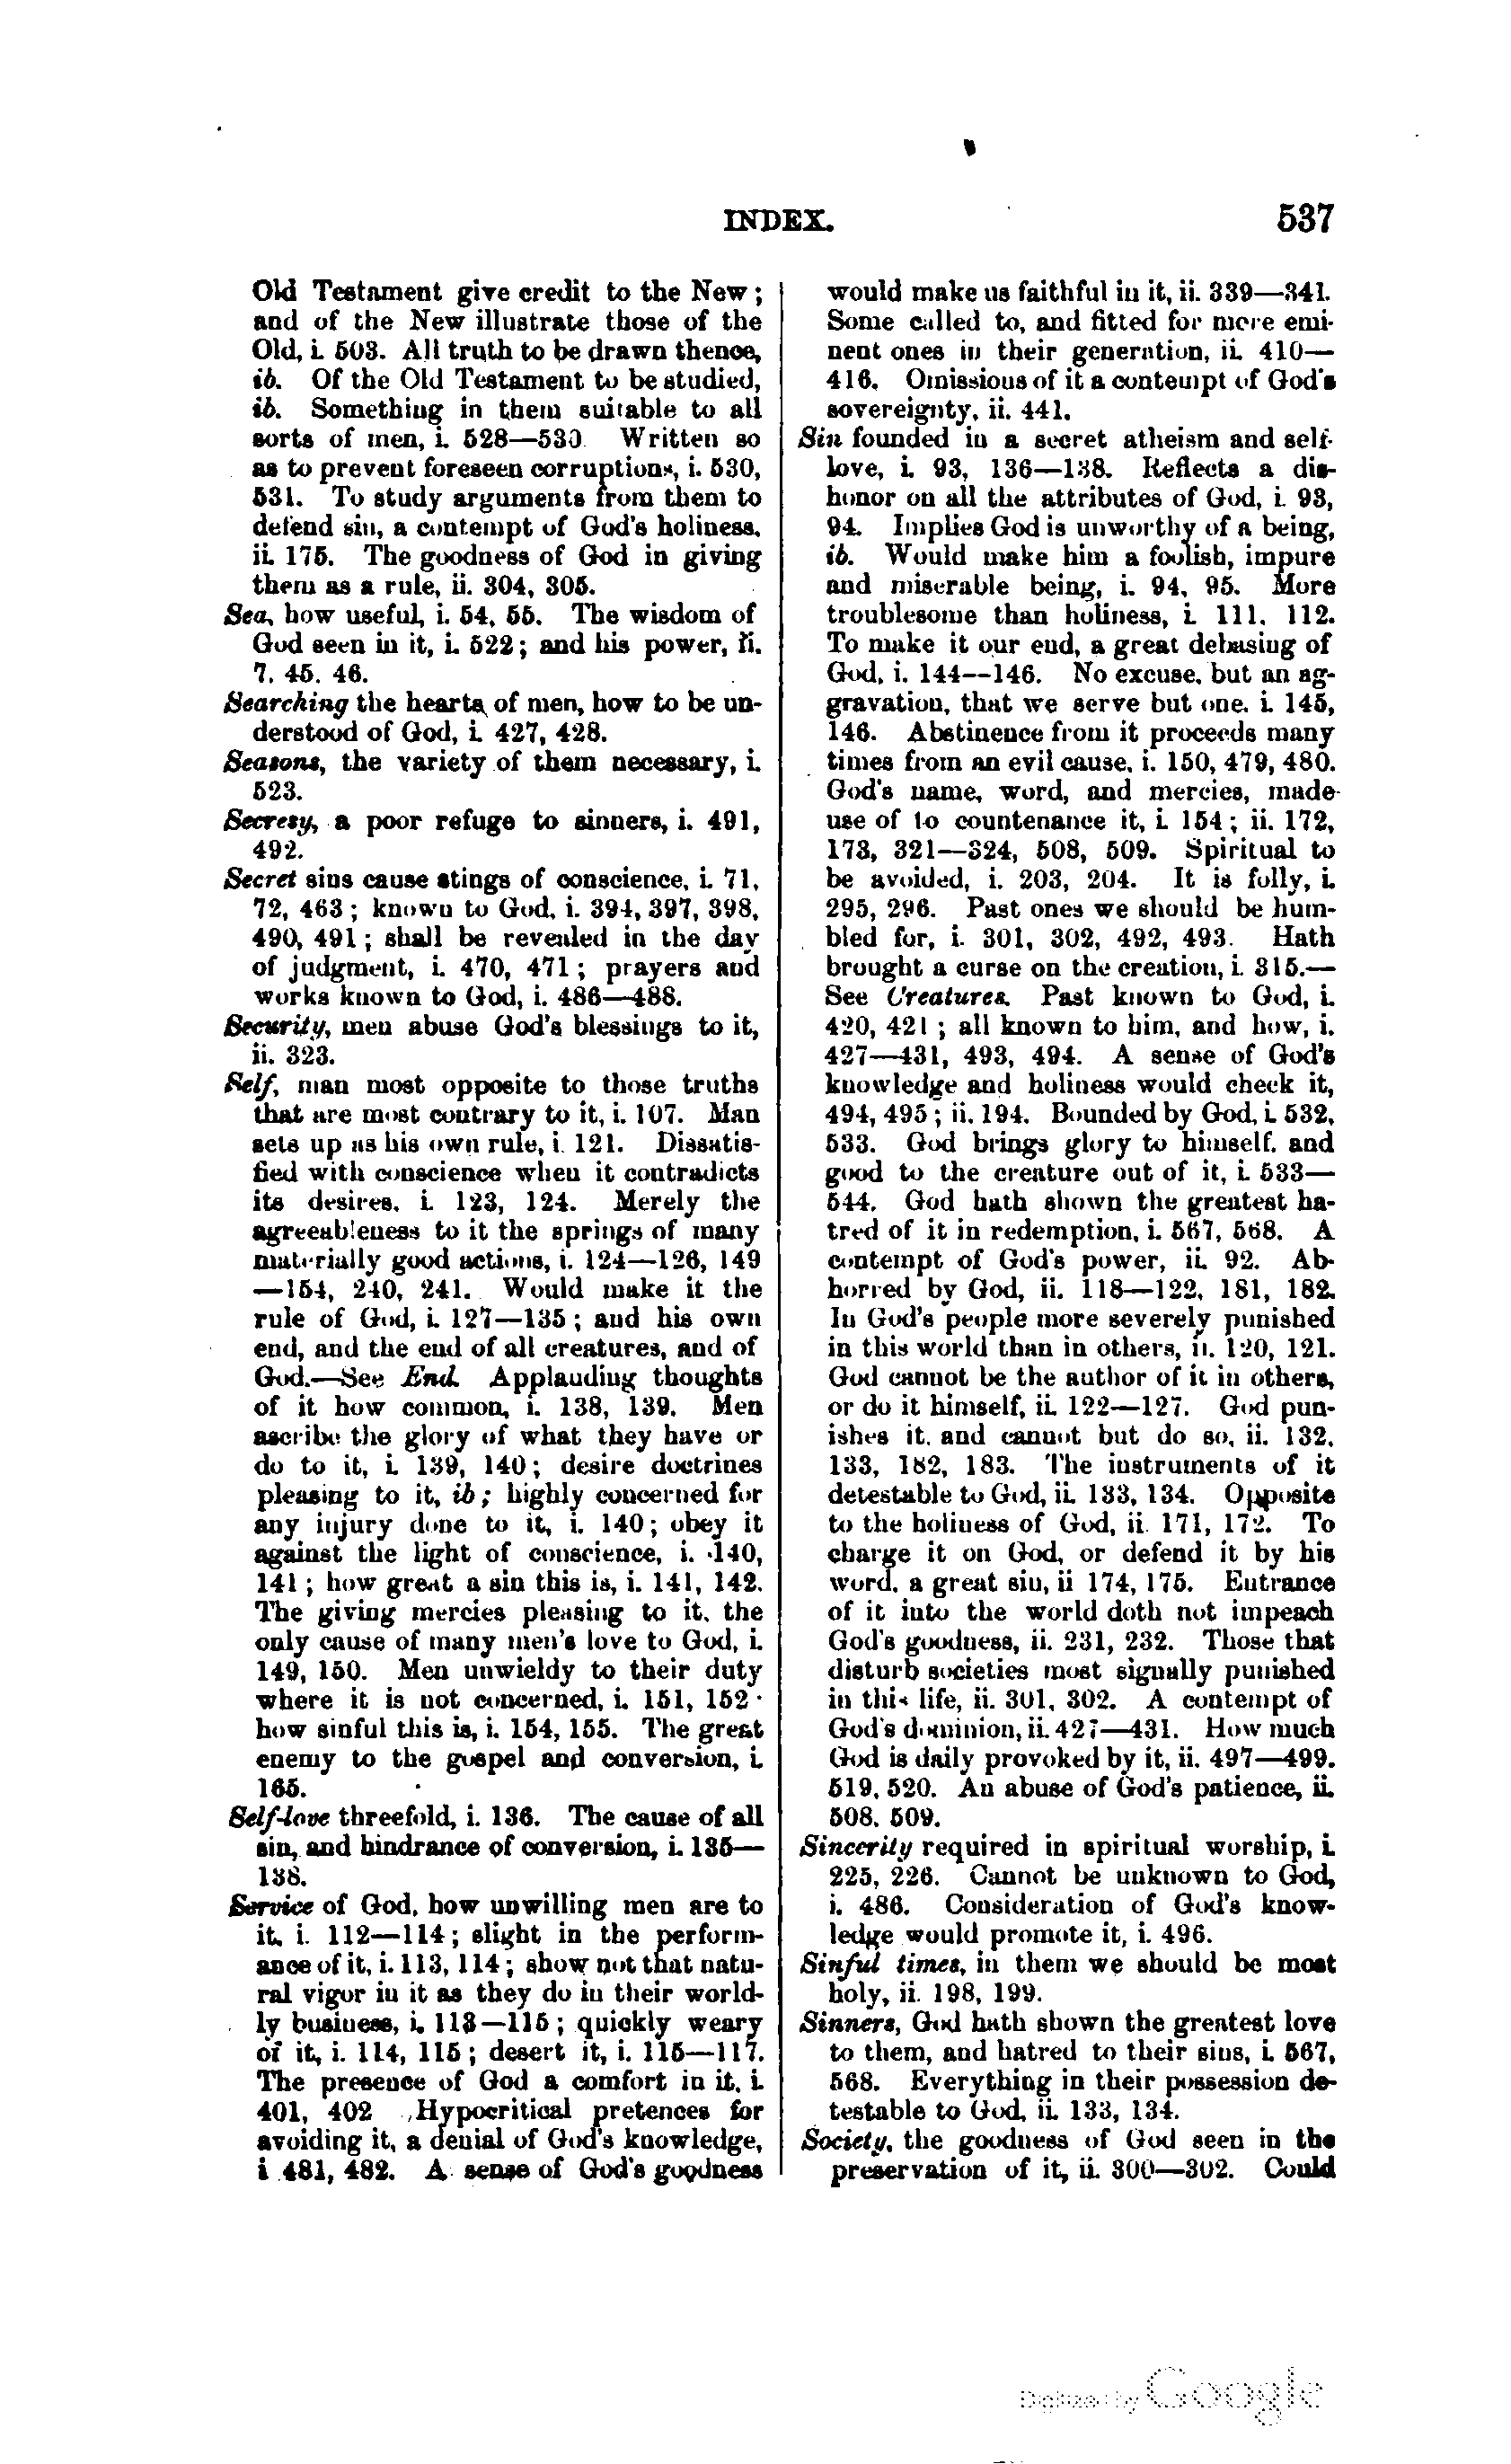 INDEX. 537
Old Testament give credit to the New;
and of the New illustrate those of the
Old, i. 503. All truth to be drawn thence,
ib. Of the Old Testament to be studied,
ib. Something in them suitable to all
sorts of men, i. 528—530. Written so
as to prevent foreseen corruptions, i. 530,
531. To study arguments from them to
defend sin, a contempt of God's holiness,
ii. 175. The goodness of God in giving
them as a rule, ii. 304, 305.
Sea, how useful, i. 54, 55. The wisdom of
God seen in it, i. 522; and his power, ii.
7, 45, 46.
Searching the hearts of men, how to be un-
derstood of God, i. 427, 428.
Seasons, the variety of them necessary, i.
523.
Secresy, a poor refuge to sinners, i. 491,
492.
Secret sins cause stings of conscience, i. 71,
72, 463; known to God, i. 394, 397, 398,
490, 491; shall be revealed in the day
of judgment, i. 470, 471; prayers and
works known to God, i. 486—488.
Security, men abuse God's blessings to it,
ii. 323.
Self, man most opposite to those truths
that are most contrary to it, i. 107. Man
sets up as his own rule, i. 121. Dissatis-
fied with conscience when it contradicts
its desires, i. 123, 124. Merely the
agreeableness to it the springs of many
materially good actions, i. 124—126, 149
—154, 240, 241. Would make it the
rule of God, i. 127—135; and his own
end, and the end of all creatures, and of
God.—See End. Applauding thoughts
of it how common, i. 138, 139. Men
ascribe the glory of what they have or
do to it, i. 139, 140; desire doctrines
pleasing to it, ib; highly concerned for
any injury done to it, i. 140; obey it
against the light of conscience, i. 140,
141; how great a sin this is, i. 141, 142.
The giving mercies pleasing to it, the
only cause of many men's love to God, i.
149, 150. Men unwieldy to their duty
where it is not concerned, i. 151, 152·
how sinful this is, i. 154, 155. The great
enemy to the gospel and conversion, i.
165.
Self-love threefold, i. 136. The cause of all
sin, and hindrance of conversion, i. 135—
138.
Service of God, how unwilling men are to
it, i. 112—114; slight in the perform-
ance of it, i. 113, 114; show not that natu-
ral vigor in it as they do in their world-
ly business, i. 113—115; quickly weary
of it, i. 114, 115; desert it, i. 115—117.
The presence of God a comfort in it, i.
401, 402 Hypocritical pretences for
avoiding it, a denial of God's knowledge,
i 481, 482. A sense of God's goodness
would make us faithful in it, ii. 339—341.
Some called to, and fitted for more emi-
nent ones in their generation, ii. 410—
416. Omissions of it a contempt of God's
sovereignty, ii. 441.
Sin founded in a secret atheism and self-
love, i. 93, 136—138. Reflects a dis-
honor on all the attributes of God, i. 93,
94. Implies God is unworthy of a being,
ib. Would make him a foolish, impure
and miserable being, i. 94, 95. More
troublesome than holiness, i. 111, 112.
To make it our end, a great debasing of
God, i. 144—146. No excuse, but an ag-
gravation, that we serve but one, i. 145,
146. Abstinence from it proceeds many
times from an evil cause, i. 150, 479, 480.
God's name, word, and mercies, made
use of to countenance it, i. 154; ii. 172,
173, 321—324, 508, 509. Spiritual to
be avoided, i. 203, 204. It is folly, i.
295, 296. Past ones we should be hum-
bled for, i. 301, 302, 492, 493. Hath
brought a curse on the creation, i. 315.—
See Creatures. Past known to God, i.
420, 421; all known to him, and how, i.
427—431, 493, 494. A sense of God's
knowledge and holiness would check it,
494, 495; ii. 194. Bounded by God, i. 532,
533. God brings glory to himself, and
good to the creature out of it, i. 533—
544. God hath shown the greatest ha-
tred of it in redemption, i. 567, 568. A
contempt of God's power, ii. 92. Ab-
horred by God, ii. 118—122, 181, 182.
In God's people more severely punished
in this world than in others, ii. 120, 121.
God cannot be the author of it in others,
or do it himself, ii. 122—127. God pun-
ishes it, and cannot but do so, ii. 132,
133, 182, 183. The instruments of it
detestable to God, ii. 133, 134. Opposite
to the holiness of God, ii. 171, 172. To
charge it on God, or defend it by his
word, a great sin, ii 174, 175. Entrance
of it into the world doth not impeach
God's goodness, ii. 231, 232. Those that
disturb societies most signally punished
in this life, ii. 301, 302. A contempt of
God's dominion, ii. 427—431. How much
God is daily provoked by it, ii. 497—499.
519, 520. An abuse of God's patience, ii.
508, 509.
Sincerity required in spiritual worship, i.
225, 226. Cannot be unknown to God,
i. 486. Consideration of God's know-
ledge would promote it, i. 496.
Sinful times, in them we should be most
holy, ii. 198, 199.
Sinners, God hath shown the greatest love
to them, and hatred to their sins, i. 567,
568. Everything in their possession de-
testable to God, ii. 133, 134.
Society, the goodness of God seen in the
preservation of it, ii. 300—302. Could
Digitized by Google